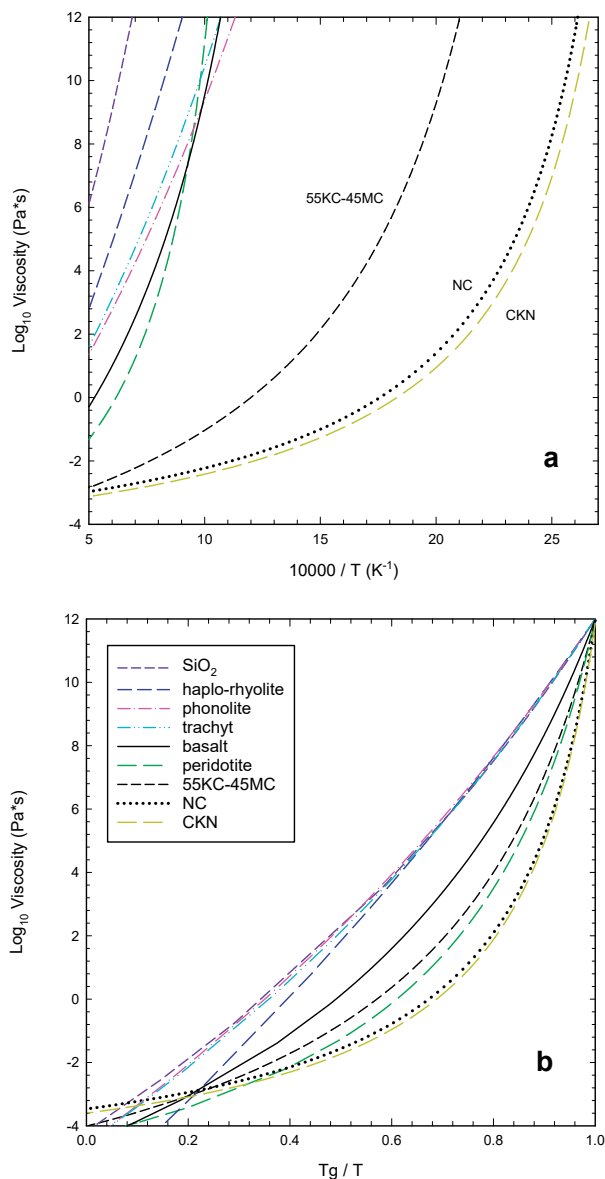 12
10
8
6
4
2
0
-2
-4
Log10 Viscosity (Pa*s)
55KC-45MC
NC
CKN
a
5 10 15 20 25
10000 / T (K-1)
12
10
8
6
4
2
0
-2
-4
Log10 Viscosity (Pa*s)
SiO2
haplo-rhyolite
phonolite
trachyt
basalt
peridotite
55KC-45MC
NC
CKN
b
0.0 0.2 0.4 0.6 0.8 1.0
Tg / T